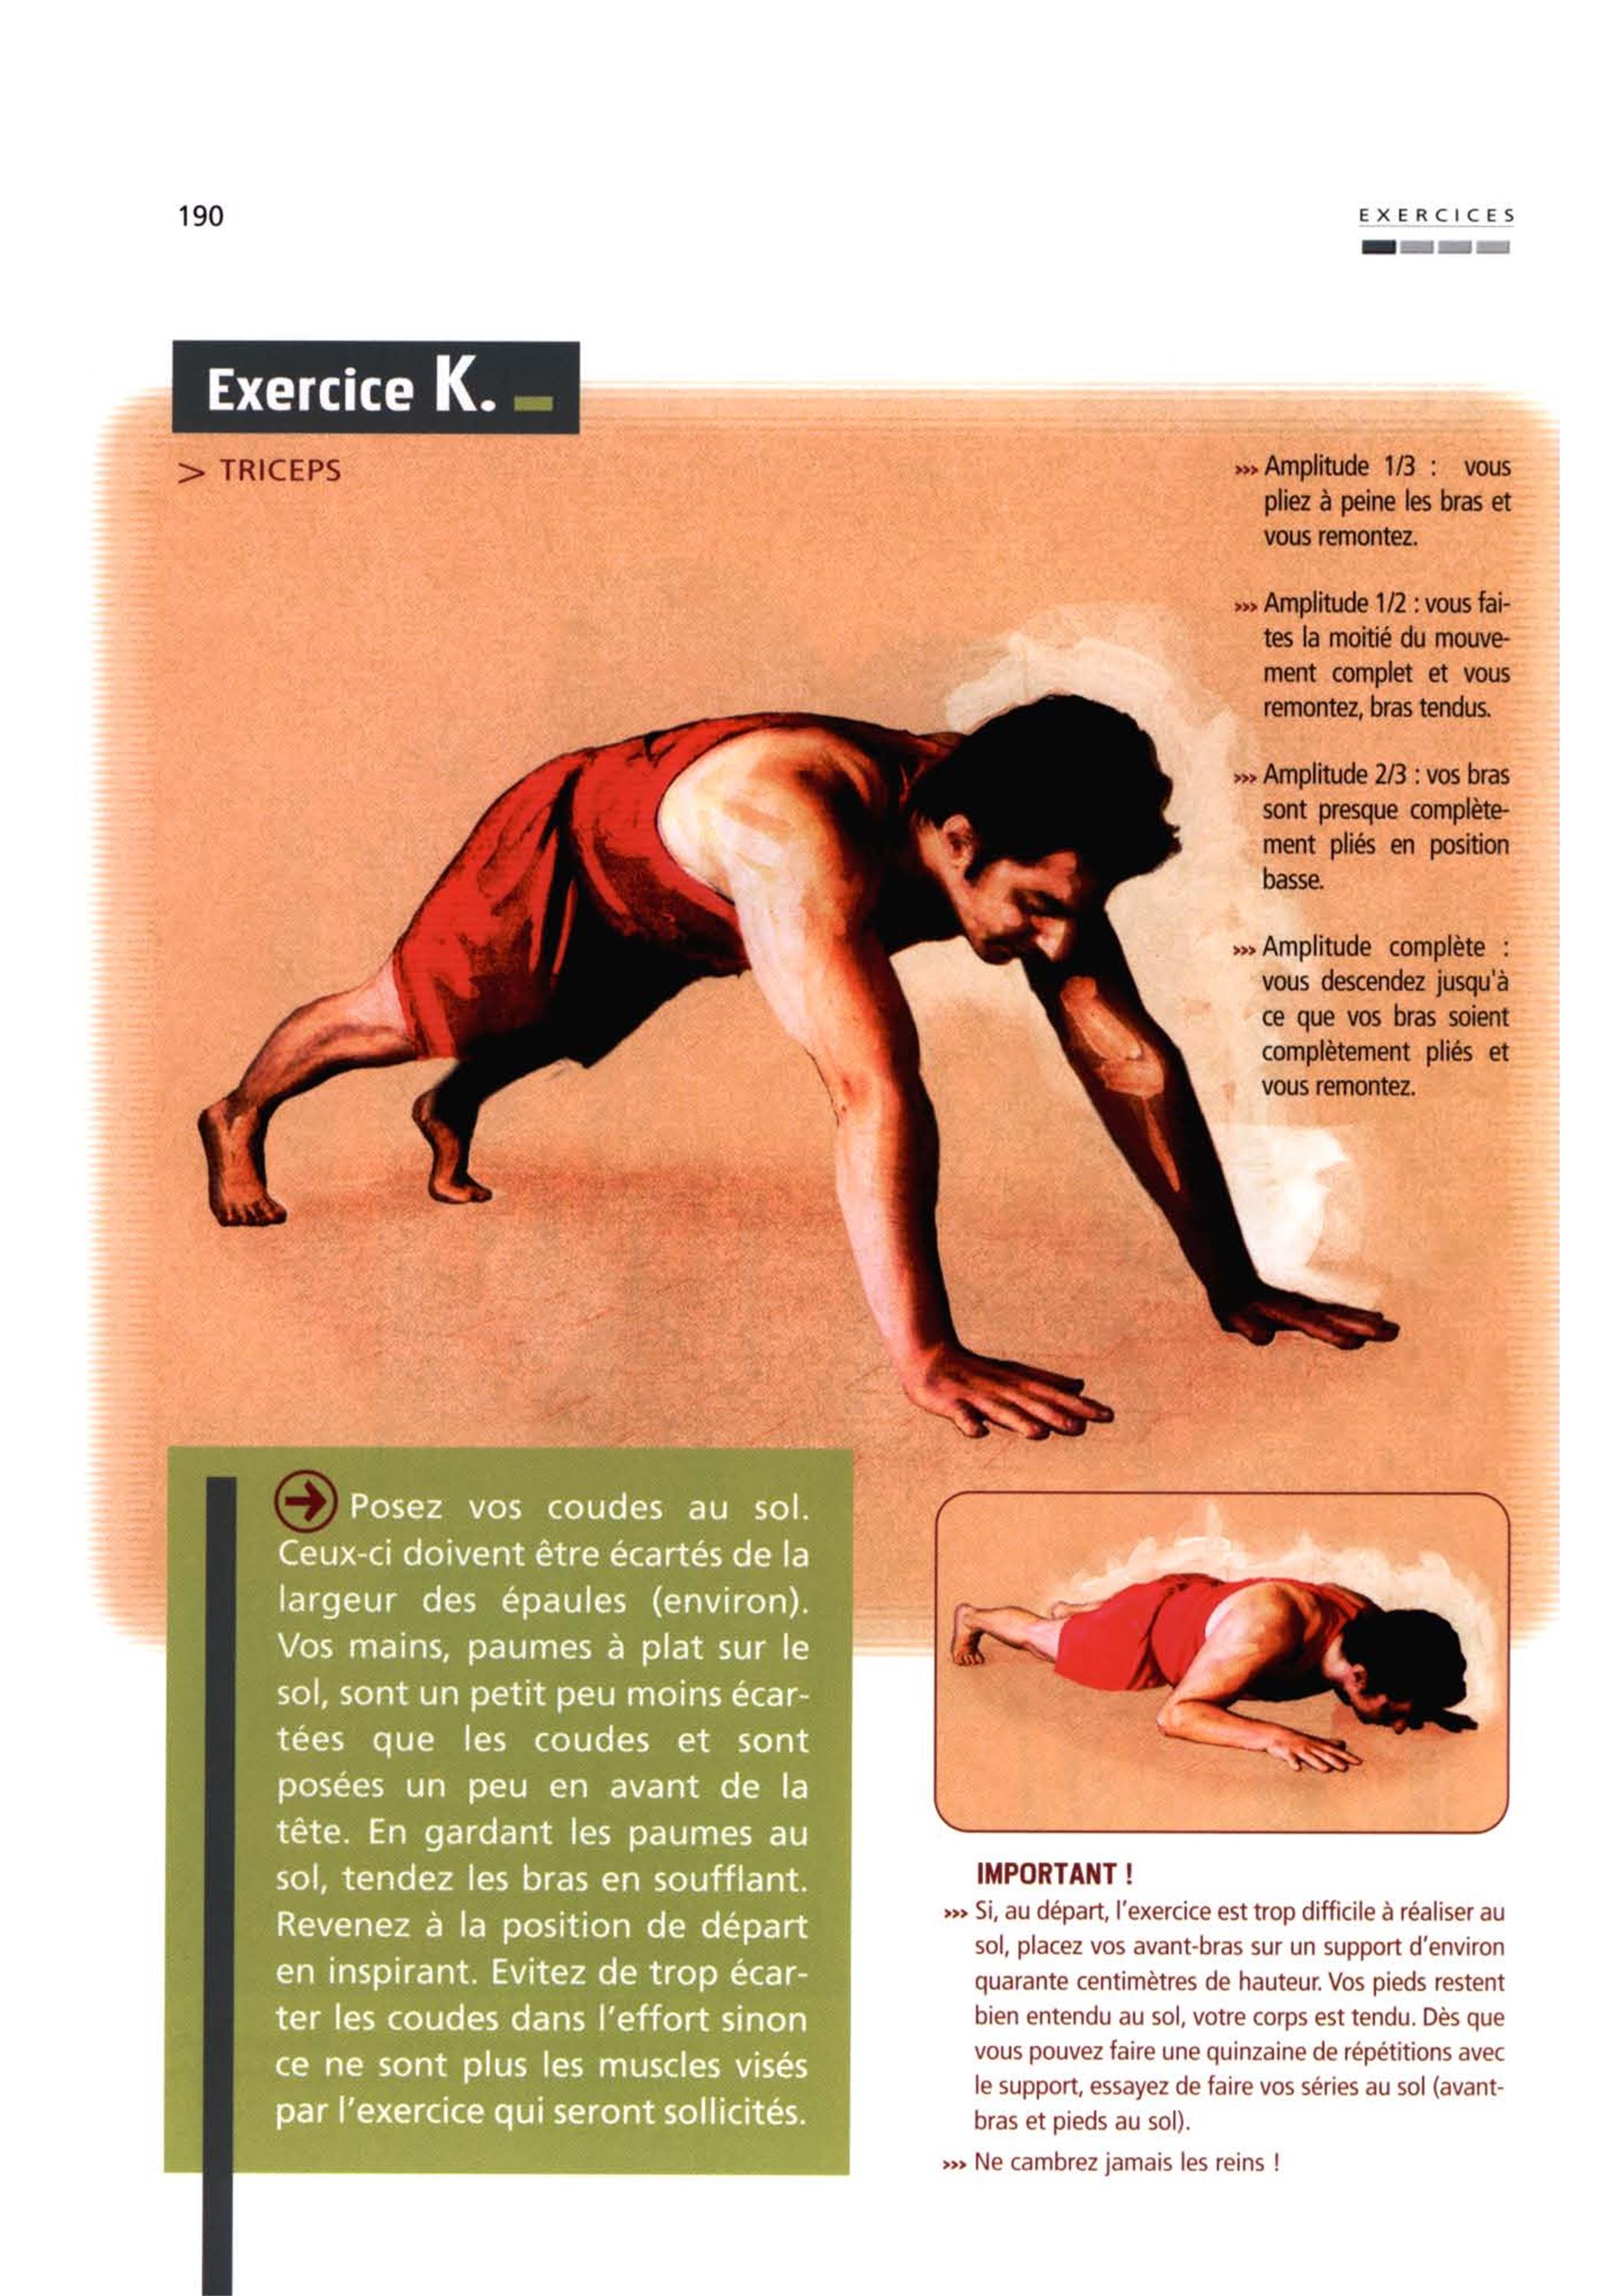 190
EXERCICES
Exercice K.
> TRICEPS
»» Amplitude 1/3 : vous
pliez à peine les bras et
vous remontez.
»» Amplitude 1/2 : vous fai-
tes la moitié du mouve-
ment complet et vous
remontez, bras tendus.
»» Amplitude 2/3 : vos bras
sont presque complète-
ment pliés en position
basse.
»» Amplitude complète :
vous descendez jusqu'à
ce que vos bras soient
complètement pliés et
vous remontez.
Posez vos coudes au sol.
Ceux-ci doivent être écartés de la
largeur des épaules (environ).
Vos mains, paumes à plat sur le
sol, sont un petit peu moins écar-
tées que les coudes et sont
posées un peu en avant de la
tête. En gardant les paumes au
sol, tendez les bras en soufflant.
Revenez à la position de départ
en inspirant. Evitez de trop écar-
ter les coudes dans l'effort sinon
ce ne sont plus les muscles visés
par l'exercice qui seront sollicités.
IMPORTANT !
»» Si, au départ, l'exercice est trop difficile à réaliser au
sol, placez vos avant-bras sur un support d'environ
quarante centimètres de hauteur. Vos pieds restent
bien entendu au sol, votre corps est tendu. Dès que
vous pouvez faire une quinzaine de répétitions avec
le support, essayez de faire vos séries au sol (avant-
bras et pieds au sol).
»» Ne cambrez jamais les reins !